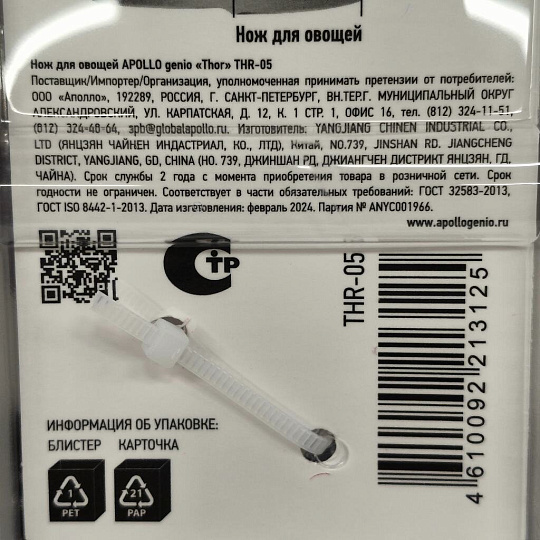 Нож для овощей
Нож для овощей APOLLO genio «Thor» THR-05
Поставщик/Импортер/Организация, уполномоченная принимать претензии от потребителей:
ООО «Аполло», 192289, РОССИЯ, Г. САНКТ-ПЕТЕРБУРГ, ВН.ТЕР.Г. МУНИЦИПАЛЬНЫЙ ОКРУГ
АЛЕКСАНДРОВСКИЙ, УЛ. КАРПАТСКАЯ, Д. 12, К. 1 СТР. 1, ОФИС 16, тел. (812) 324-11-51,
(812) 324-40-64, spb@globalapollo.ru. Изготовитель: YANGJIANG CHINEN INDUSTRIAL CO.,
LTD (ЯНЦЗЯН ЧАЙНЕН ИНДАСТРИАЛ, КО., ЛТД), Китай, NO.739, JINSHAN RD. JIANGCHENG
DISTRICT, YANGJIANG, GD, CHINA (НО. 739, ДЖИНШАН РД, ДЖИАНГЧЕН ДИСТРИКТ ЯНЦЗЯН, ГД,
ЧАЙНА). Срок службы 2 года с момента приобретения товара в розничной сети. Срок
годности не ограничен. Соответствует в части обязательных требований: ГОСТ 32583-2013,
ГОСТ ISO 8442-1-2013. Дата изготовления: февраль 2024. Партия № ANYC001966.
www.apollogenio.ru
СТР
THR-05
4 610092 213125
ИНФОРМАЦИЯ ОБ УПАКОВКЕ:
БЛИСТЕР КАРТОЧКА
1 21
PET PAP